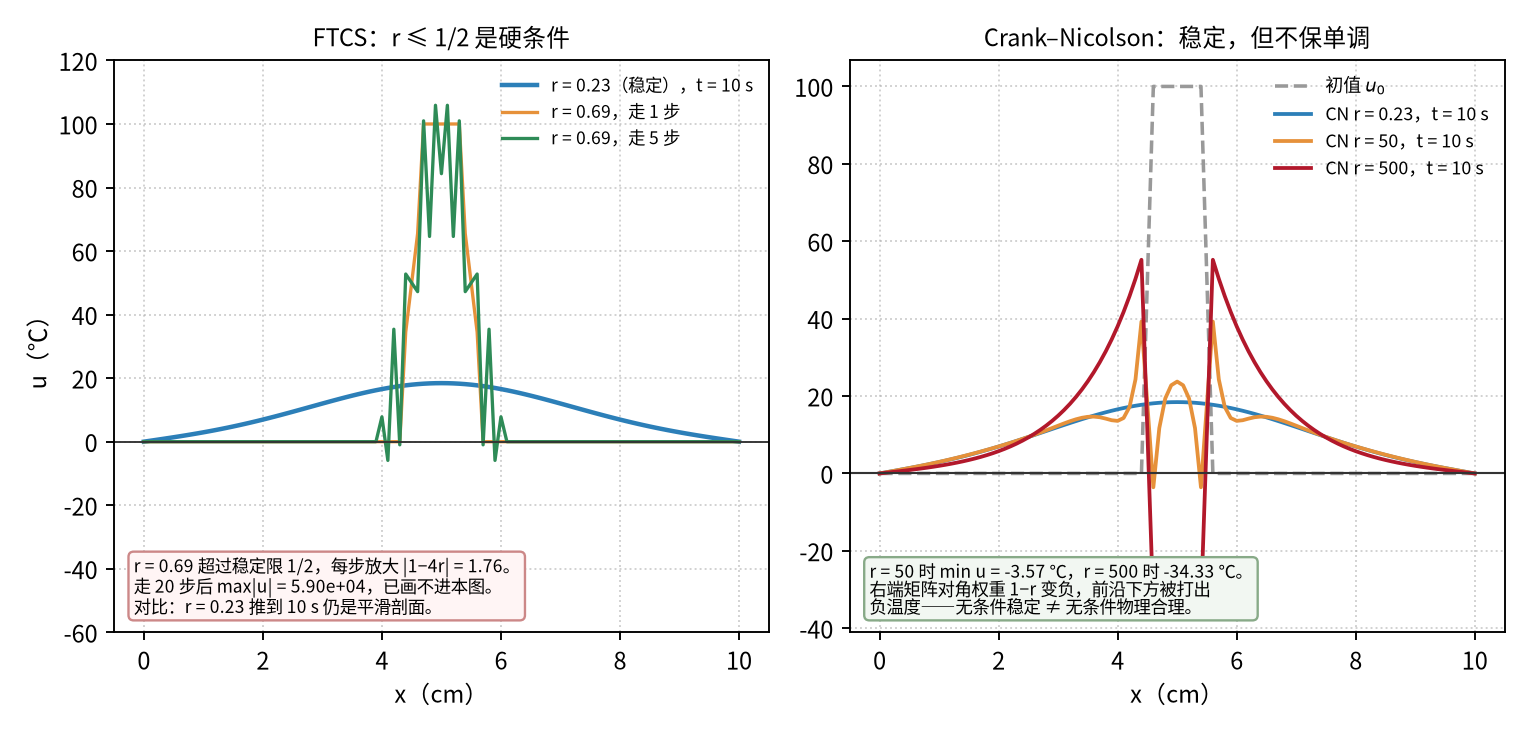 FTCS：r ≤ 1/2 是硬条件
120
100
80
60
40
20
0
-20
-40
-60
u（℃）
r = 0.23（稳定），t = 10 s
r = 0.69，走 1 步
r = 0.69，走 5 步
r = 0.69 超过稳定限 1/2，每步放大 |1−4r| = 1.76。
走 20 步后 max|u| = 5.90e+04，已画不进本图。
对比：r = 0.23 推到 10 s 仍是平滑剖面。
0 2 4 6 8 10
x（cm）
Crank–Nicolson：稳定，但不保单调
100
80
60
40
20
0
-20
-40
初值 u₀
CN r = 0.23，t = 10 s
CN r = 50，t = 10 s
CN r = 500，t = 10 s
r = 50 时 min u = -3.57 ℃，r = 500 时 -34.33 ℃。
右端矩阵对角权重 1−r 变负，前沿下方被打出
负温度——无条件稳定 ≠ 无条件物理合理。
0 2 4 6 8 10
x（cm）